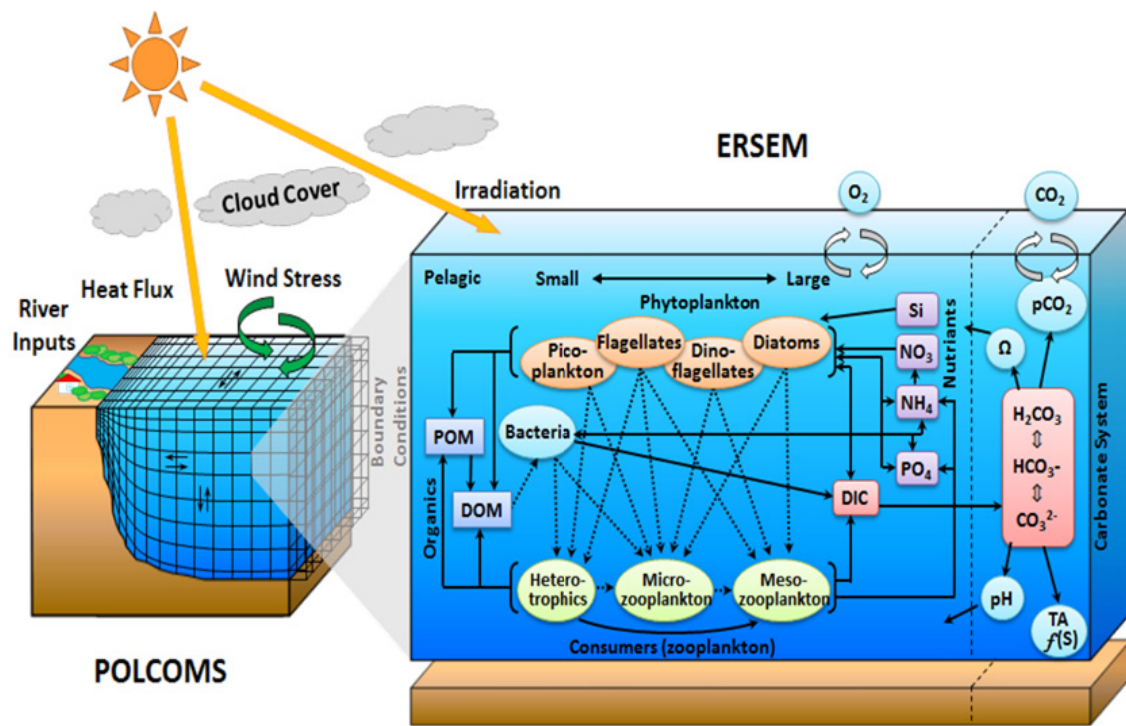 ERSEM
O₂
CO₂
Cloud Cover
Irradiation
Heat Flux
Wind Stress
River
Inputs
Boundary
Conditions
Pelagic
Small
Large
Phytoplankton
Pico-
plankton
Flagellates
Dino-
flagellates
Diatoms
Si
NO₃
NH₄
PO₄
Nutriants
pCO₂
Ω
H₂CO₃
⇕
HCO₃-
⇕
CO₃²⁻
Carbonate System
POM
Bacteria
DOM
Organics
DIC
Hetero-
trophics
Micro-
zooplankton
Meso-
zooplankton
Consumers (zooplankton)
pH
TA
f(S)
POLCOMS